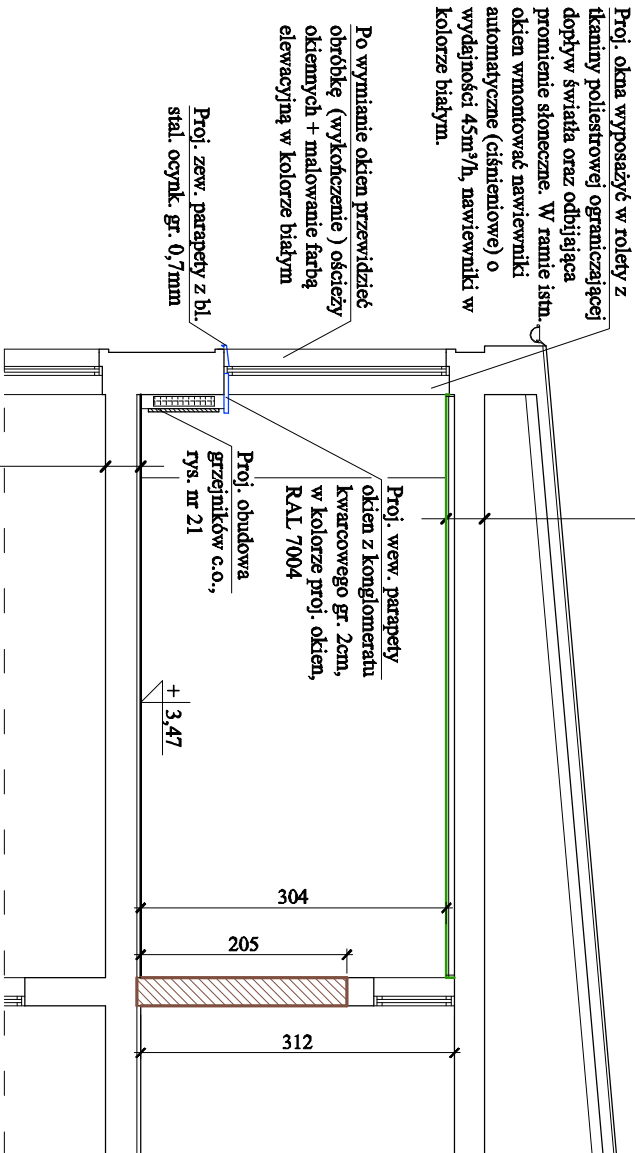 Proj. okna wyposażyć w rolety z
tkaniny poliestrowej ograniczającej
dopływ światła oraz odbijająca
promienie słoneczne. W ramie istn.
okien wmontować nawiewniki
automatyczne (ciśnieniowe) o
wydajności 45m³/h, nawiewniki w
kolorze białym.
Po wymianie okien przewidzieć
obróbkę (wykończenie ) ościeży
okiennych + malowanie farbą
elewacyjną w kolorze białym
Proj. zew. parapety z bl.
stal. ocynk. gr. 0,7mm
Proj. wew. parapety
okien z konglomeratu
kwarcowego gr. 2cm,
w kolorze proj. okien,
RAL 7004
Proj. obudowa
grzejników c.o.,
rys. nr 21
+ 3,47
304
205
312